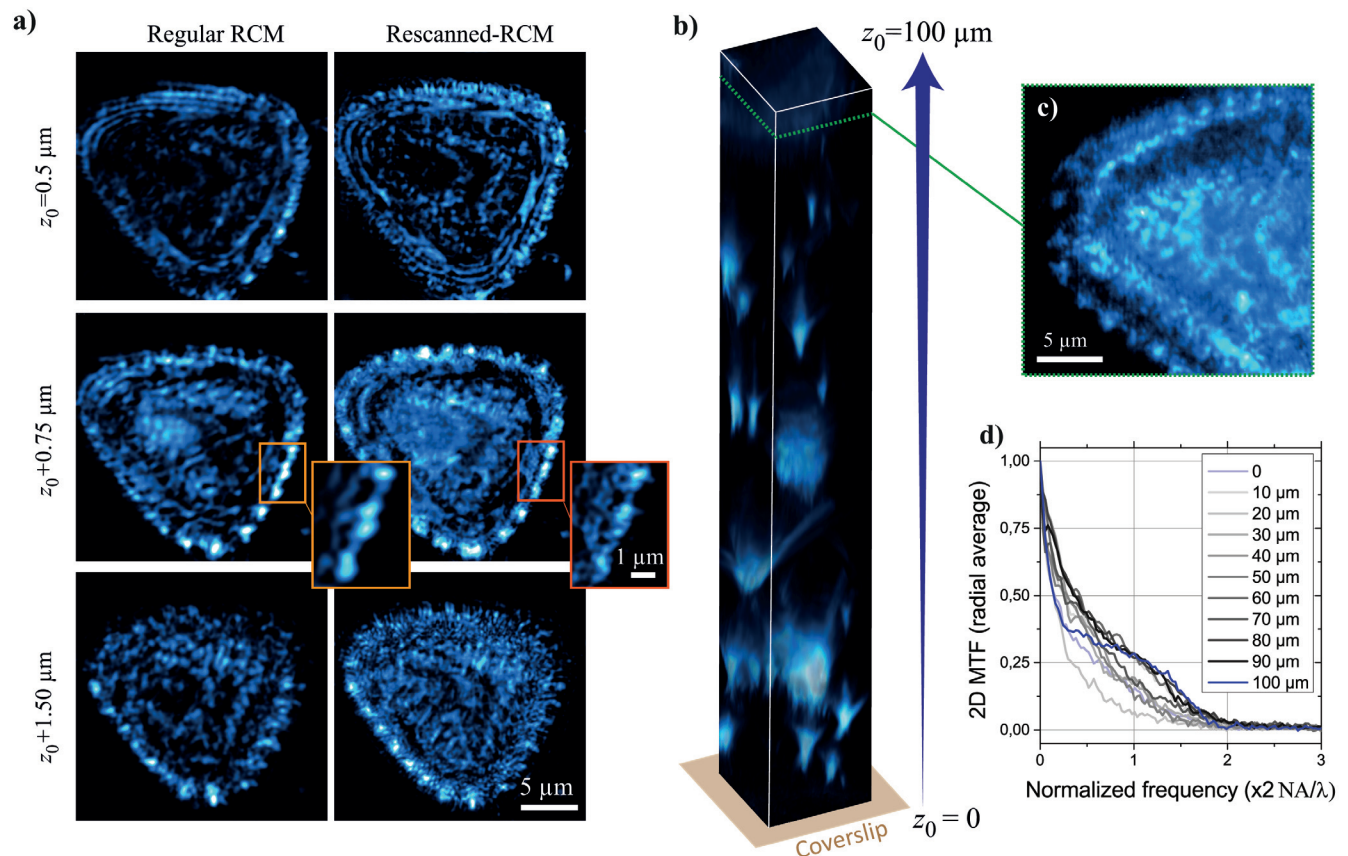 a)
Regular RCM
Rescanned-RCM
z0=0.5 μm
z0+0.75 μm
1 μm
z0+1.50 μm
5 μm
b)
z0=100 μm
z0 = 0
Coverslip
c)
5 μm
d)
2D MTF (radial average)
1,00
0,75
0,50
0,25
0,00
0
10 μm
20 μm
30 μm
40 μm
50 μm
60 μm
70 μm
80 μm
90 μm
100 μm
0
1
2
3
Normalized frequency (x2 NA/λ)